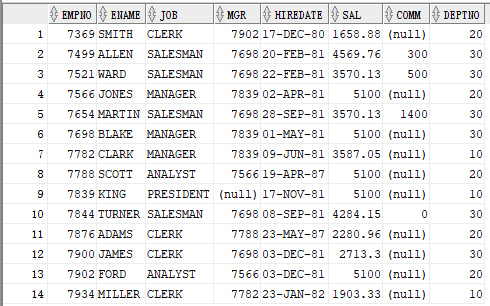 EMPNO ENAME JOB MGR HIREDATE SAL COMM DEPTNO
1 7369 SMITH CLERK 7902 17-DEC-80 1658.88 (null) 20
2 7499 ALLEN SALESMAN 7698 20-FEB-81 4569.76 300 30
3 7521 WARD SALESMAN 7698 22-FEB-81 3570.13 500 30
4 7566 JONES MANAGER 7839 02-APR-81 5100 (null) 20
5 7654 MARTIN SALESMAN 7698 28-SEP-81 3570.13 1400 30
6 7698 BLAKE MANAGER 7839 01-MAY-81 5100 (null) 30
7 7782 CLARK MANAGER 7839 09-JUN-81 3587.05 (null) 10
8 7788 SCOTT ANALYST 7566 19-APR-87 5100 (null) 20
9 7839 KING PRESIDENT (null) 17-NOV-81 5100 (null) 10
10 7844 TURNER SALESMAN 7698 08-SEP-81 4284.15 0 30
11 7876 ADAMS CLERK 7788 23-MAY-87 2280.96 (null) 20
12 7900 JAMES CLERK 7698 03-DEC-81 2713.3 (null) 30
13 7902 FORD ANALYST 7566 03-DEC-81 5100 (null) 20
14 7934 MILLER CLERK 7782 23-JAN-82 1903.33 (null) 10